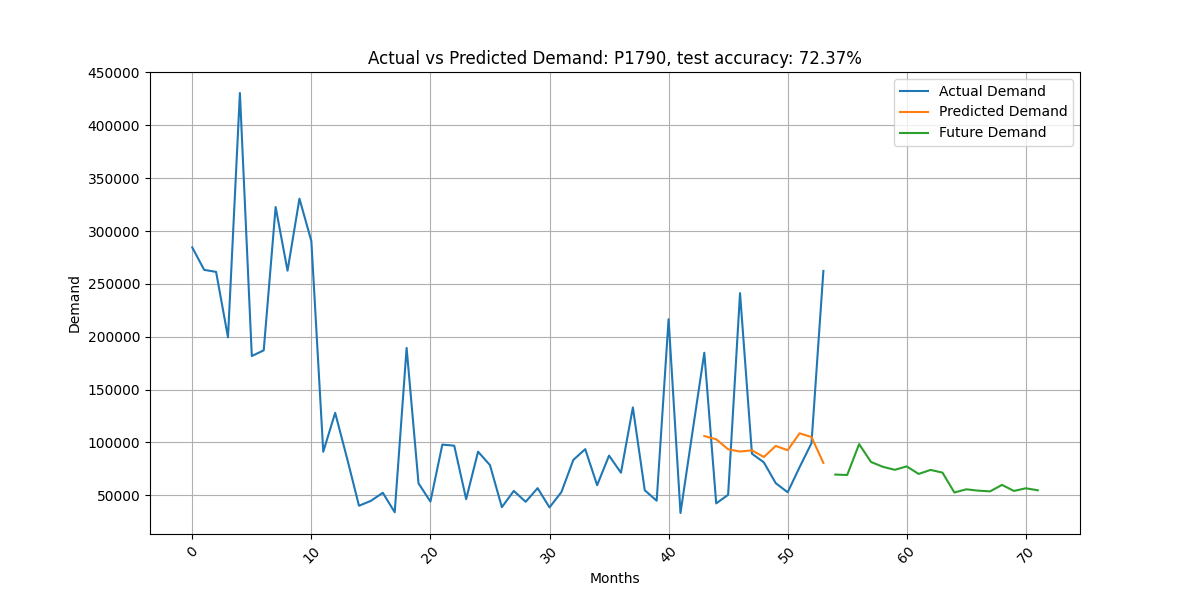 Actual vs Predicted Demand: P1790, test accuracy: 72.37%
450000
400000
350000
300000
250000
200000
150000
100000
50000
Demand
Actual Demand
Predicted Demand
Future Demand
0
10
20
30
40
50
60
70
Months